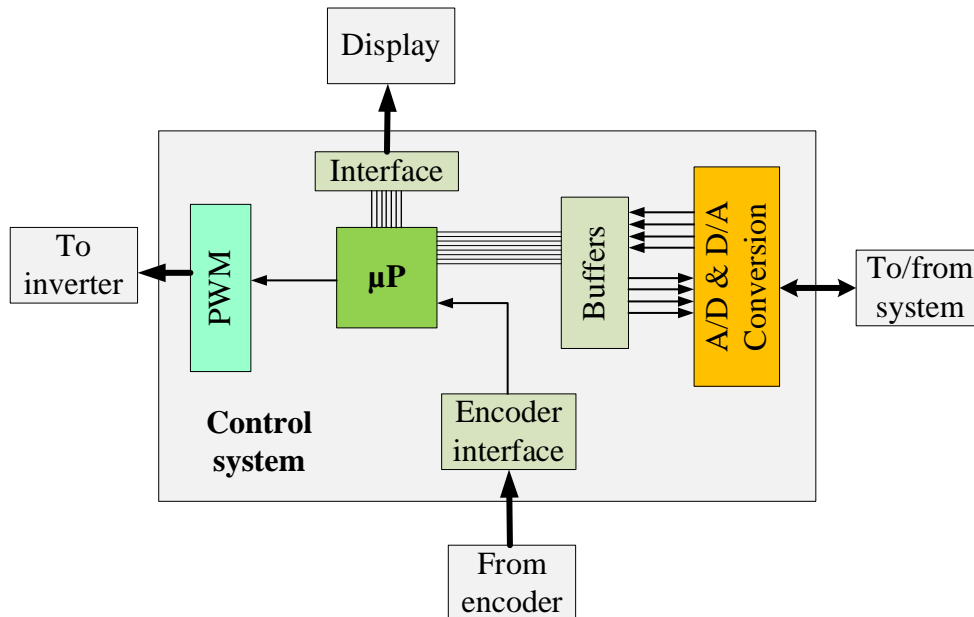 Display
Interface
To
inverter
PWM
µP
Buffers
A/D & D/A
Conversion
To/from
system
Control
system
Encoder
interface
From
encoder